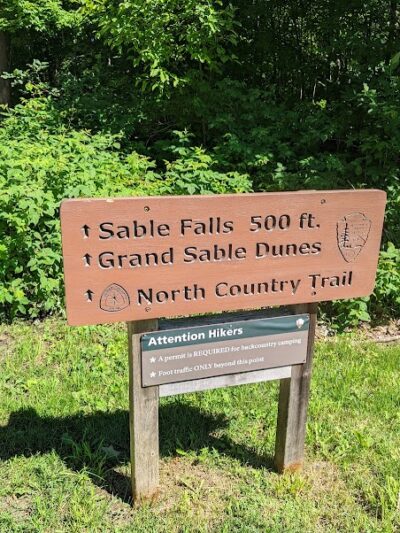 ↑ Sable Falls 500 ft.
↑ Grand Sable Dunes
↑ North Country Trail
Attention Hikers
★ A permit is REQUIRED for backcountry camping
★ Foot traffic ONLY beyond this point